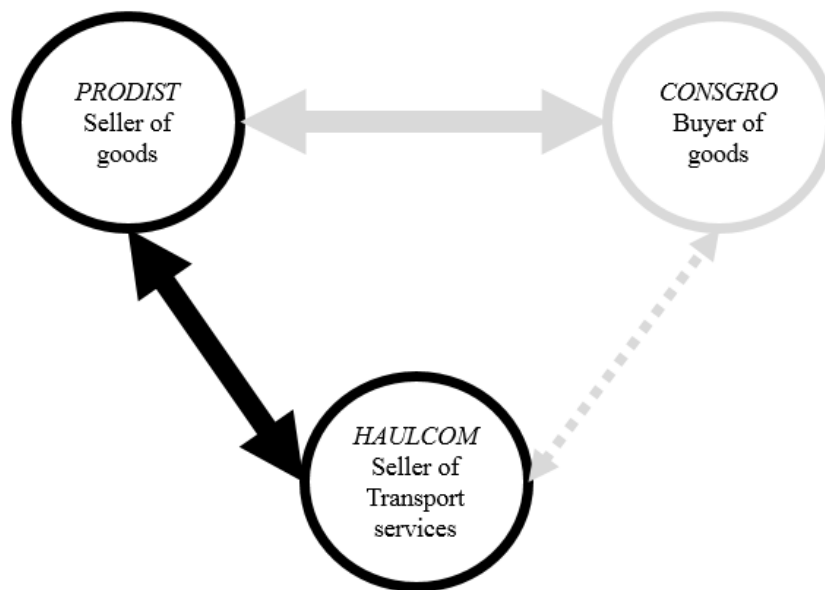 PRODIST
Seller of
goods
CONSGRO
Buyer of
goods
HAULCOM
Seller of
Transport
services